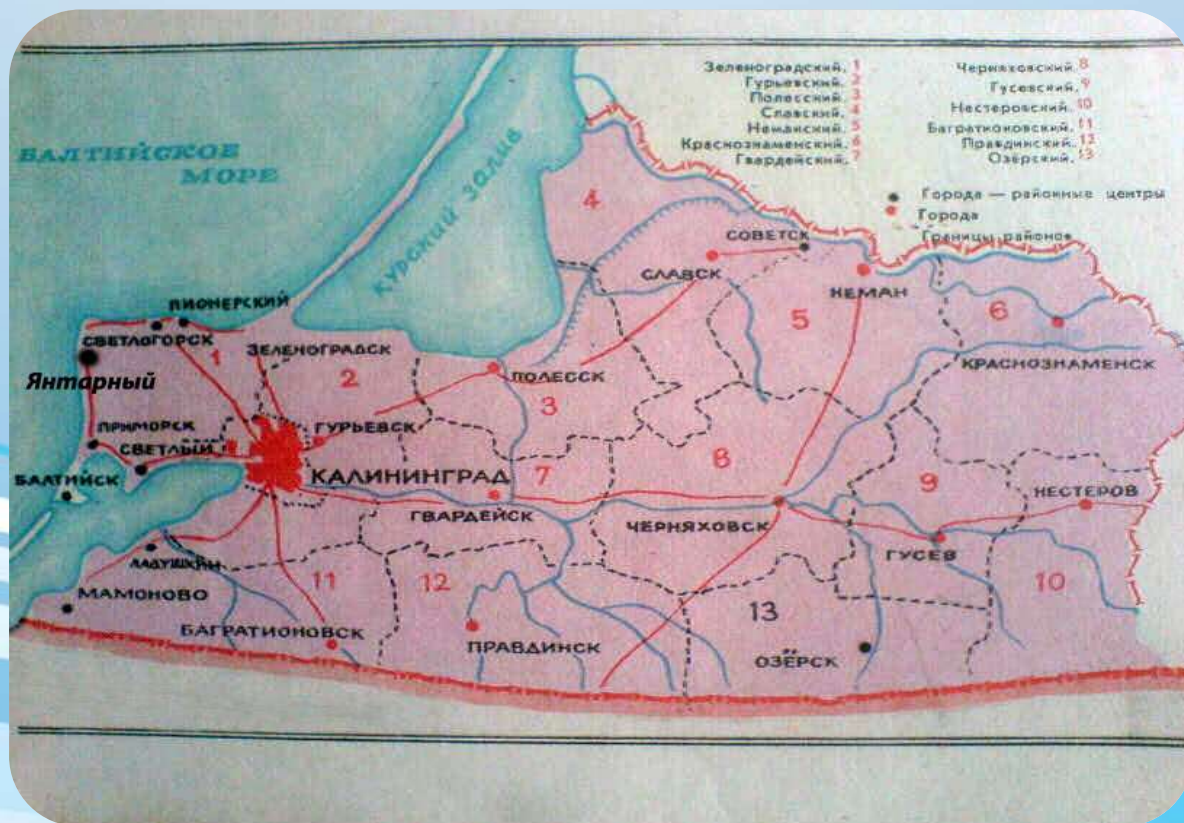 Зеленоградский. 1
Гурьевский. 2
Полесский. 3
Славский. 4
Неманский. 5
Краснознаменский. 6
Гвардейский. 7
Черняховский. 8
Гусевский. 9
Нестеровский. 10
Багратионовский. 11
Правдинский. 12
Озёрский. 13
Города — районные центры
Города
Границы районов
БАЛТИЙСКОЕ
МОРЕ
КУРСКИЙ ЗАЛИВ
4
СОВЕТСК
СЛАВСК
НЕМАН
5
6
КРАСНОЗНАМЕНСК
ПИОНЕРСКИЙ
СВЕТЛОГОРСК
1
ЗЕЛЕНОГРАДСК
2
ПОЛЕССК
3
Янтарный
ПРИМОРСК
СВЕТЛЫЙ
ГУРЬЕВСК
БАЛТИЙСК
КАЛИНИНГРАД
7
8
9
НЕСТЕРОВ
ГВАРДЕЙСК
ЧЕРНЯХОВСК
ГУСЕВ
ЛАДУШКИН
МАМОНОВО
11
12
13
10
БАГРАТИОНОВСК
ПРАВДИНСК
ОЗЁРСК